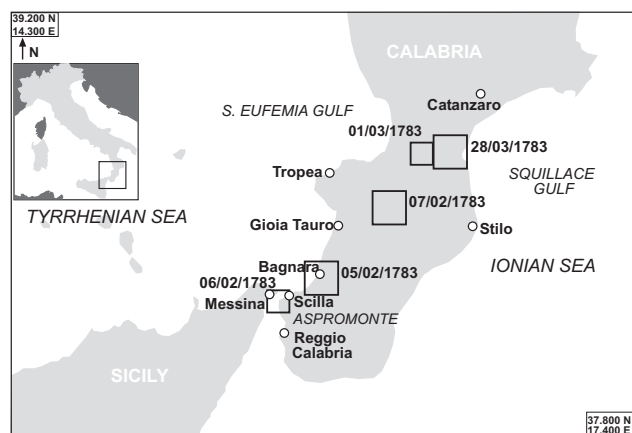 39.200 N
14.300 E
N
CALABRIA
Catanzaro
S. EUFEMIA GULF
01/03/1783
28/03/1783
SQUILLACE
GULF
Tropea
07/02/1783
TYRRHENIAN SEA
Gioia Tauro
Stilo
IONIAN SEA
Bagnara
05/02/1783
06/02/1783
Messina
Scilla
ASPROMONTE
Reggio
Calabria
SICILY
37.800 N
17.400 E